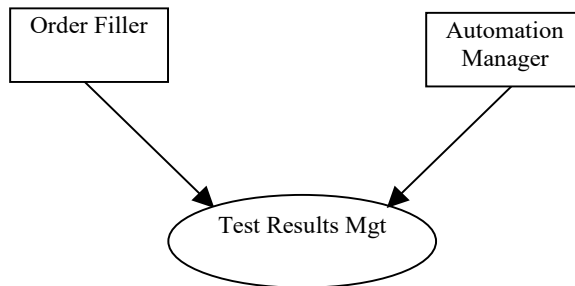 Order Filler
Automation
Manager
Test Results Mgt